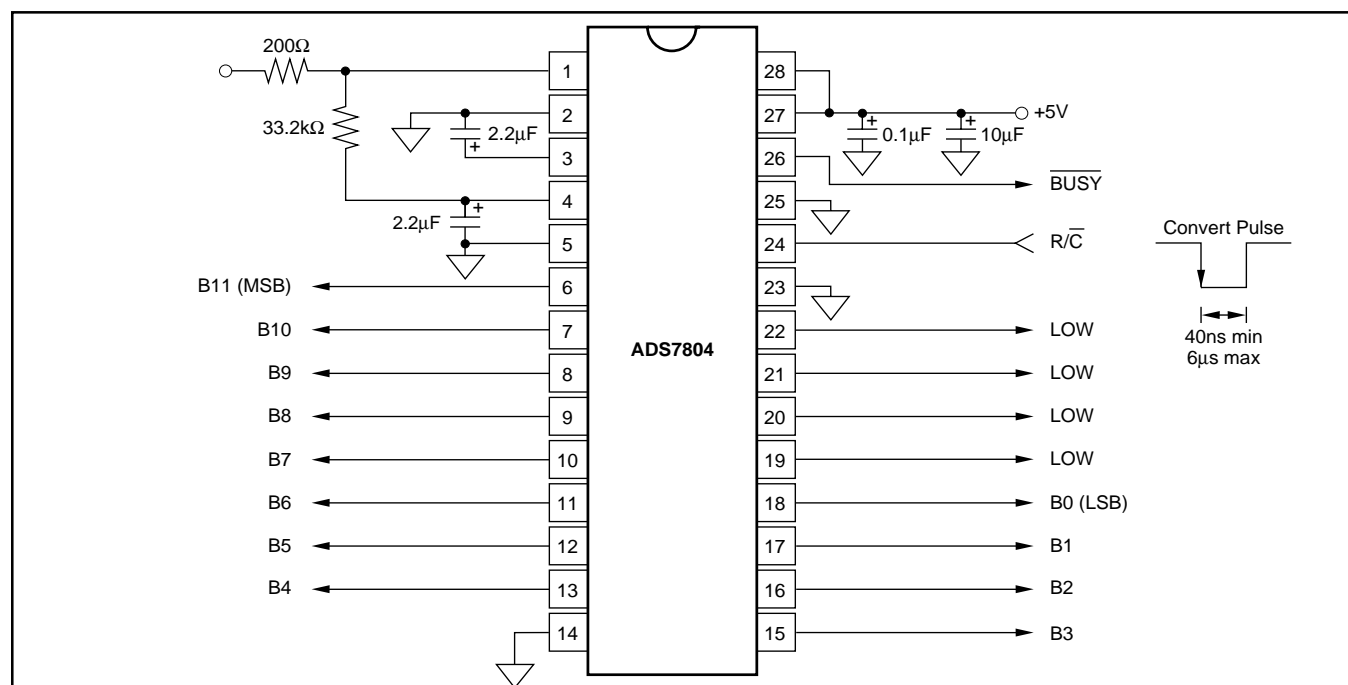 200Ω
33.2kΩ
2.2µF
+
2.2µF
+
1
2
3
4
5
6
7
8
9
10
11
12
13
14
B11 (MSB)
B10
B9
B8
B7
B6
B5
B4
ADS7804
28
27
26
25
24
23
22
21
20
19
18
17
16
15
+5V
+
0.1µF
+
10µF
BUSY
R/C
LOW
LOW
LOW
LOW
B0 (LSB)
B1
B2
B3
Convert Pulse
40ns min
6µs max